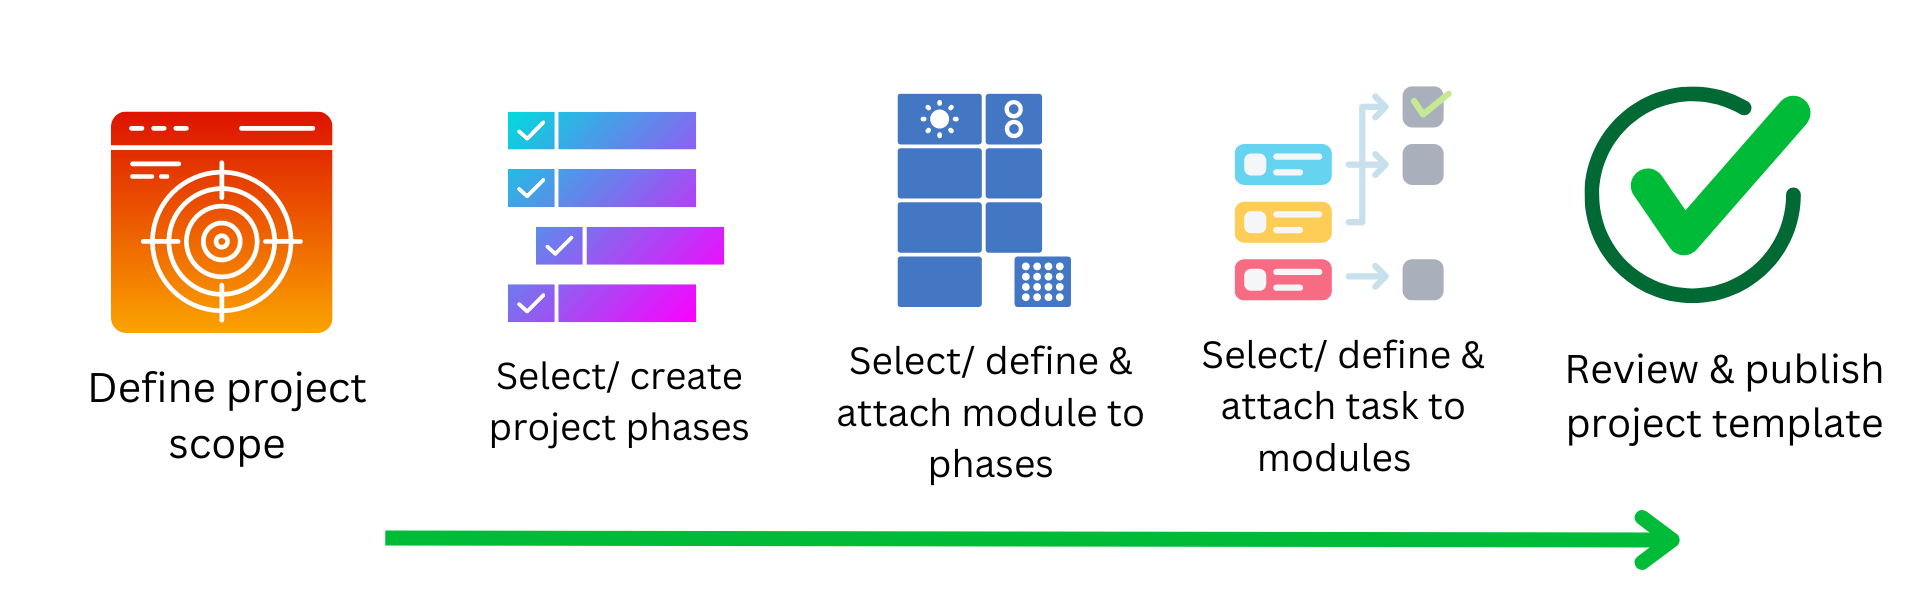 Define project
scope
Select/ create
project phases
Select/ define &
attach module to
phases
Select/ define &
attach task to
modules
Review & publish
project template